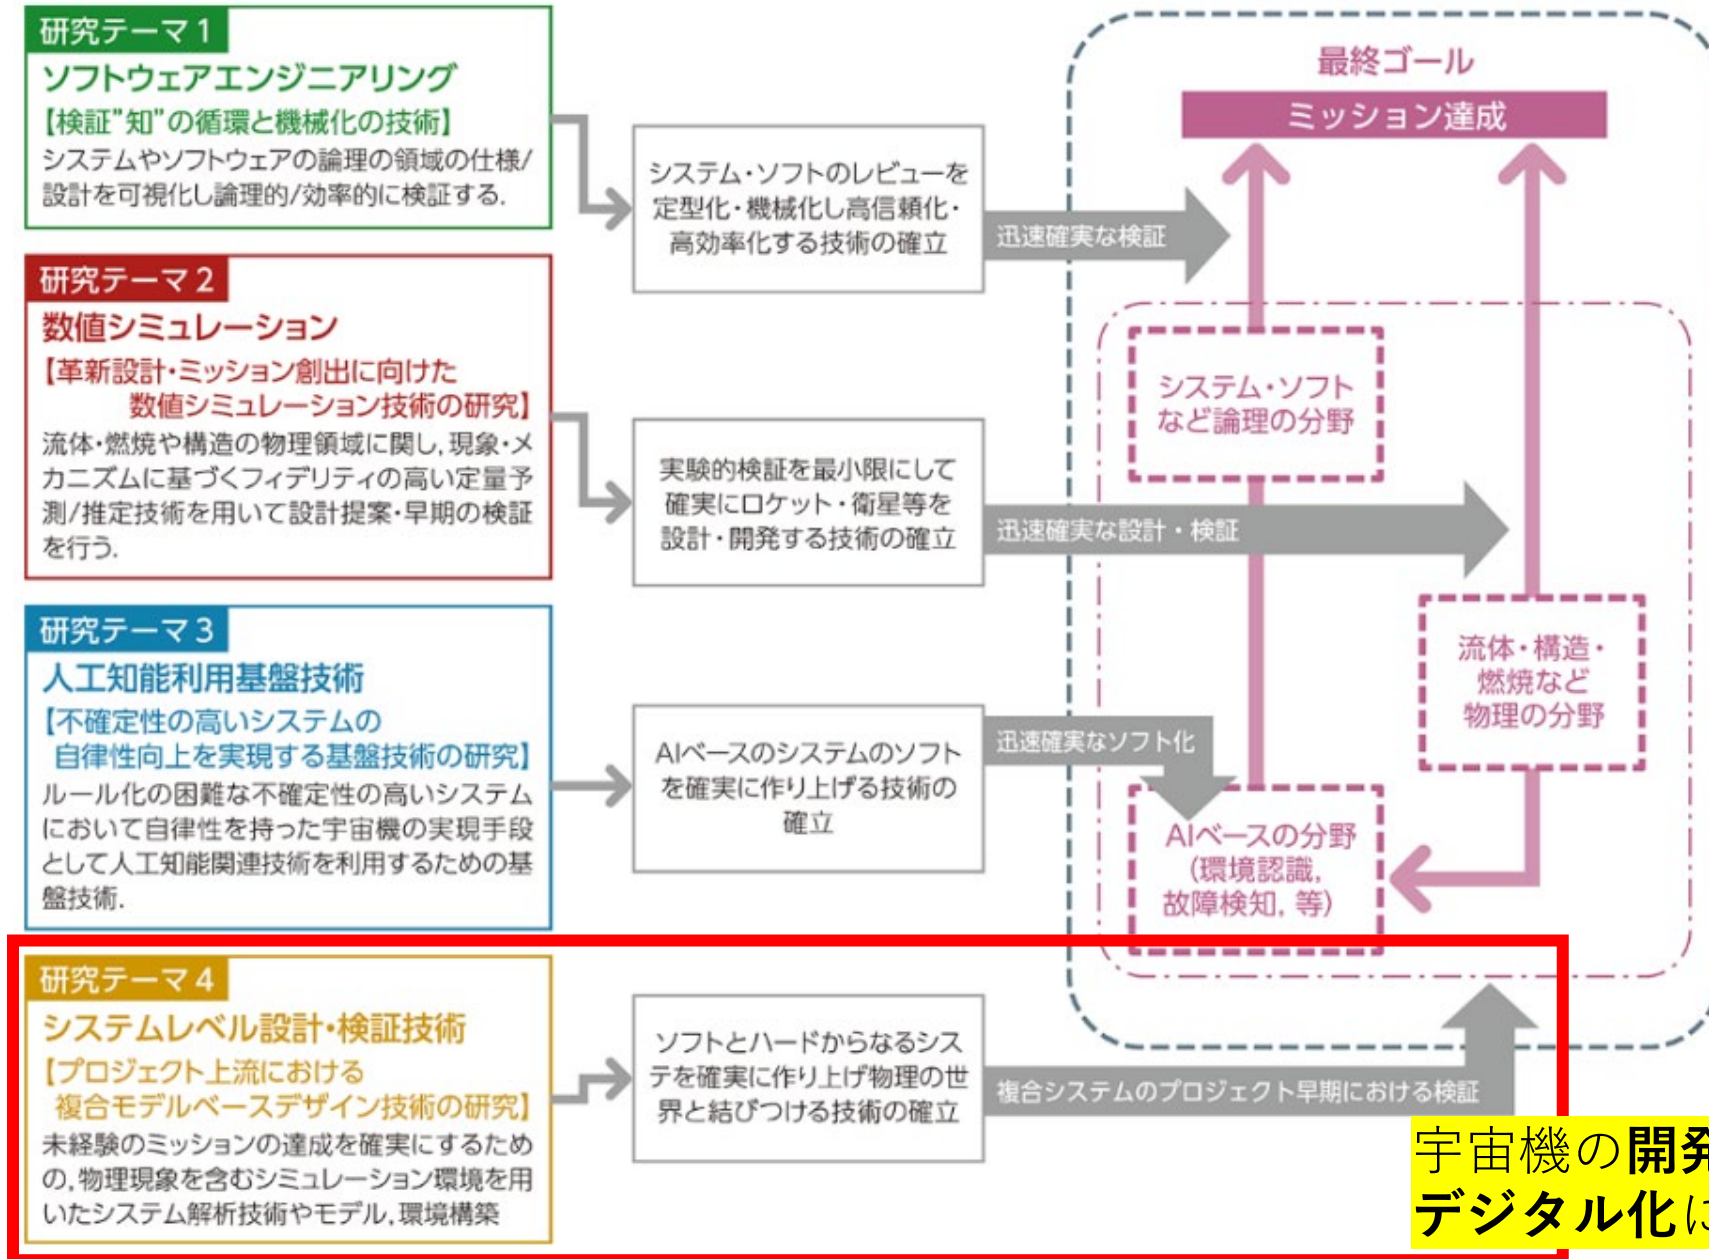 研究テーマ1
ソフトウェアエンジニアリング
【検証"知"の循環と機械化の技術】
システムやソフトウェアの論理の領域の仕様/
設計を可視化し論理的/効率的に検証する.
システム・ソフトのレビューを
定型化・機械化し高信頼化・
高効率化する技術の確立
迅速確実な検証
研究テーマ2
数値シミュレーション
【革新設計・ミッション創出に向けた
数値シミュレーション技術の研究】
流体・燃焼や構造の物理領域に関し,現象・メ
カニズムに基づくフィデリティの高い定量予
測/推定技術を用いて設計提案・早期の検証
を行う.
実験的検証を最小限にして
確実にロケット・衛星等を
設計・開発する技術の確立
迅速確実な設計・検証
研究テーマ3
人工知能利用基盤技術
【不確定性の高いシステムの
自律性向上を実現する基盤技術の研究】
ルール化の困難な不確定性の高いシステム
において自律性を持った宇宙機の実現手段
として人工知能関連技術を利用するための基
盤技術.
AIベースのシステムのソフト
を確実に作り上げる技術の
確立
迅速確実なソフト化
研究テーマ4
システムレベル設計・検証技術
【プロジェクト上流における
複合モデルベースデザイン技術の研究】
未経験のミッションの達成を確実にするため
の,物理現象を含むシミュレーション環境を用
いたシステム解析技術やモデル,環境構築
ソフトとハードからなるシス
テを確実に作り上げ物理の世
界と結びつける技術の確立
複合システムのプロジェクト早期における検証
最終ゴール
ミッション達成
システム・ソフト
など論理の分野
流体・構造・
燃焼など
物理の分野
AIベースの分野
(環境認識,
故障検知, 等)
宇宙機の開発
デジタル化に